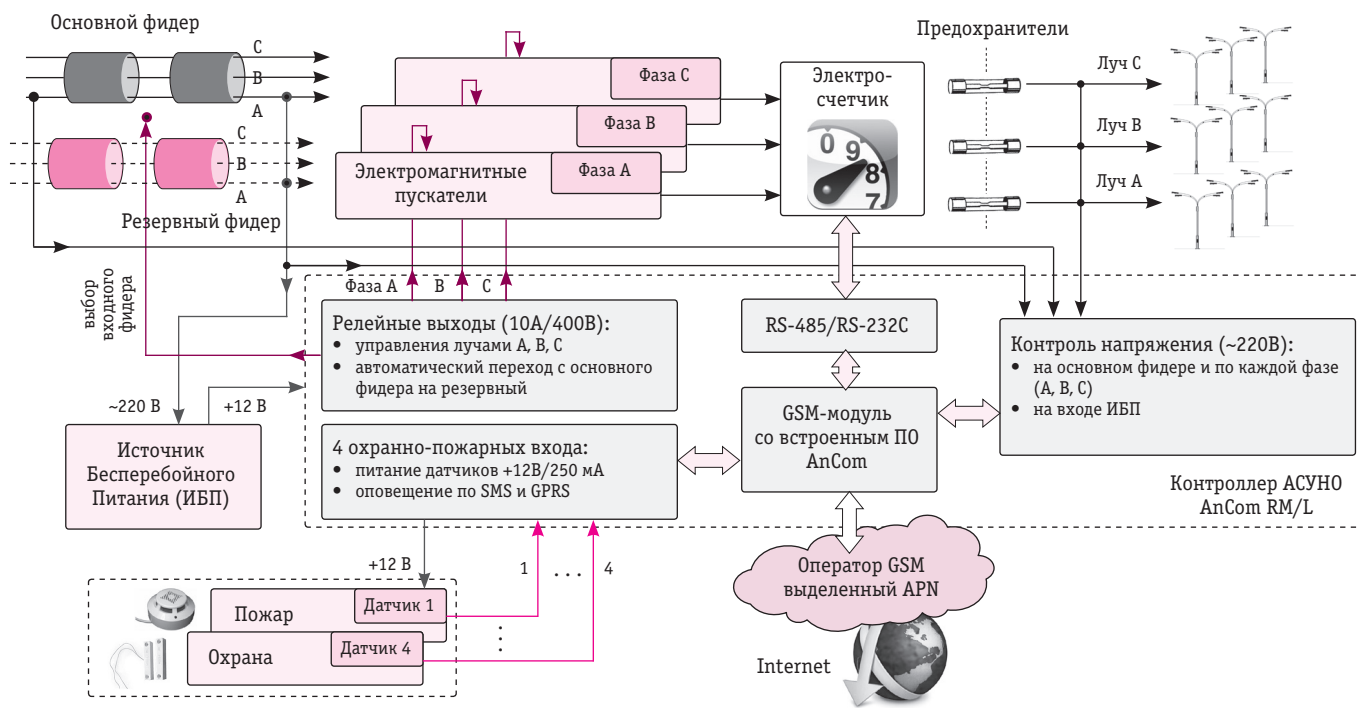 Основной фидер
C
B
A
C
B
A
Резервный фидер
выбор
входного
фидера
Фаза C
Фаза B
Фаза A
Электромагнитные
пускатели
Электро-
счетчик
0
9
8
7
Предохранители
Луч C
Луч B
Луч A
Фаза A
B
C
Релейные выходы (10А/400В):
• управления лучами A, B, C
• автоматический переход с основного
фидера на резервный
RS-485/RS-232C
Контроль напряжения (~220В):
• на основном фидере и по каждой фазе
(A, B, C)
• на входе ИБП
~220 В
+12 В
Источник
Бесперебойного
Питания (ИБП)
4 охранно-пожарных входа:
• питание датчиков +12В/250 мА
• оповещение по SMS и GPRS
GSM-модуль
со встроенным ПО
AnCom
Контроллер АСУНО
AnCom RM/L
+12 В
1
...
4
Пожар
Датчик 1
Охрана
Датчик 4
Оператор GSM
выделенный APN
Internet